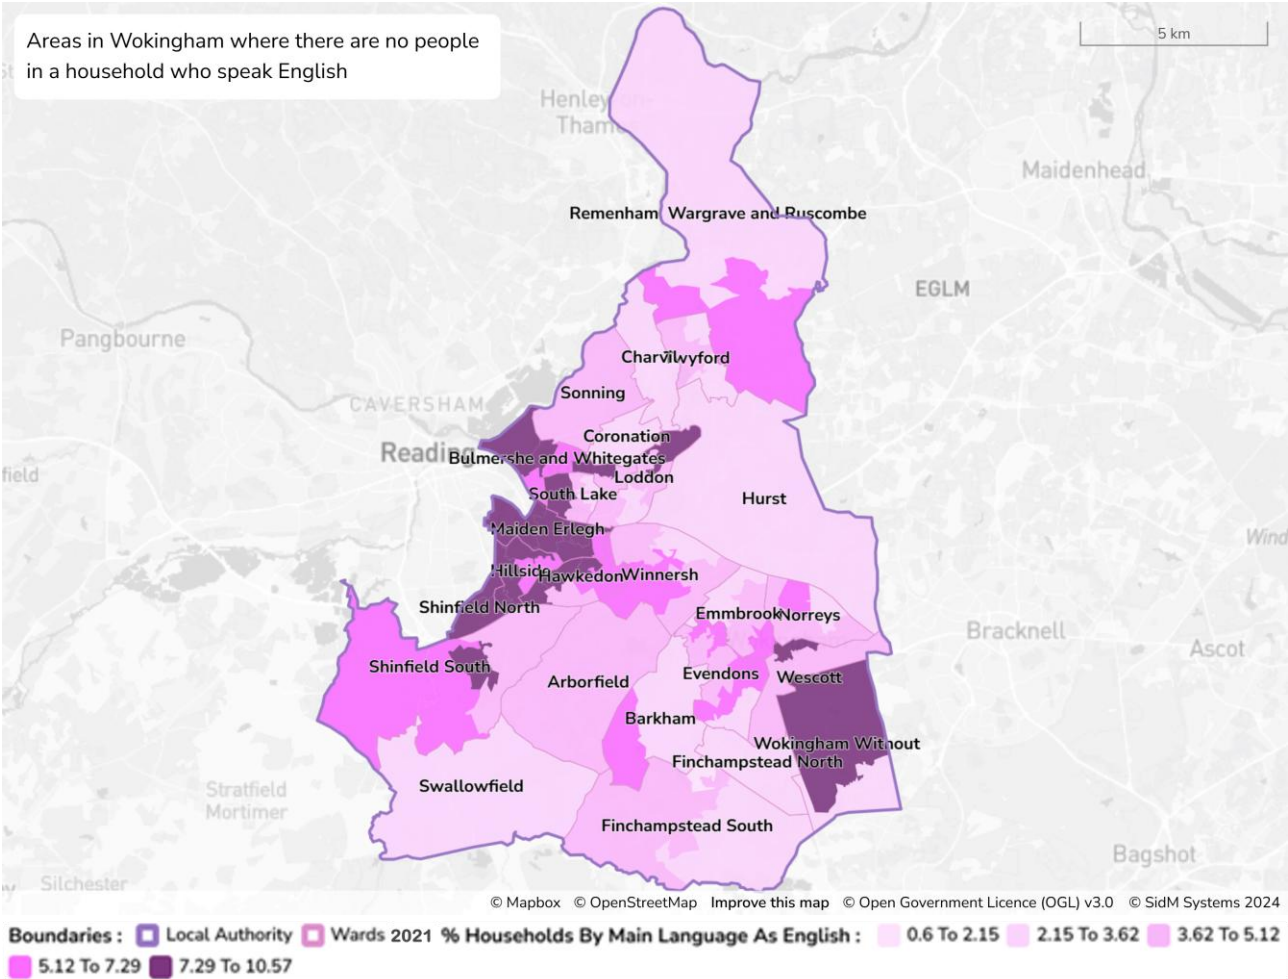 Areas in Wokingham where there are no people
in a household who speak English
5 km
Henley-on-
Thames
Maidenhead
Remenham, Wargrave and Ruscombe
EGLM
Pangbourne
Charvil
Twyford
Sonning
CAVERSHAM
Coronation
Reading
Bulmershe and Whitegates
field
Loddon
South Lake
Hurst
Maiden Erlegh
Wind
Hillside
Hawkedon
Winnersh
Shinfield North
Emmbrook
Norreys
Bracknell
Ascot
Shinfield South
Arborfield
Evendons
Wescott
Barkham
Wokingham Without
Finchampstead North
Swallowfield
Stratfield
Mortimer
Finchampstead South
Bagshot
Silchester
© Mapbox © OpenStreetMap Improve this map © Open Government Licence (OGL) v3.0 © SidM Systems 2024
Boundaries : Local Authority Wards 2021 % Households By Main Language As English : 0.6 To 2.15 2.15 To 3.62 3.62 To 5.12
5.12 To 7.29 7.29 To 10.57